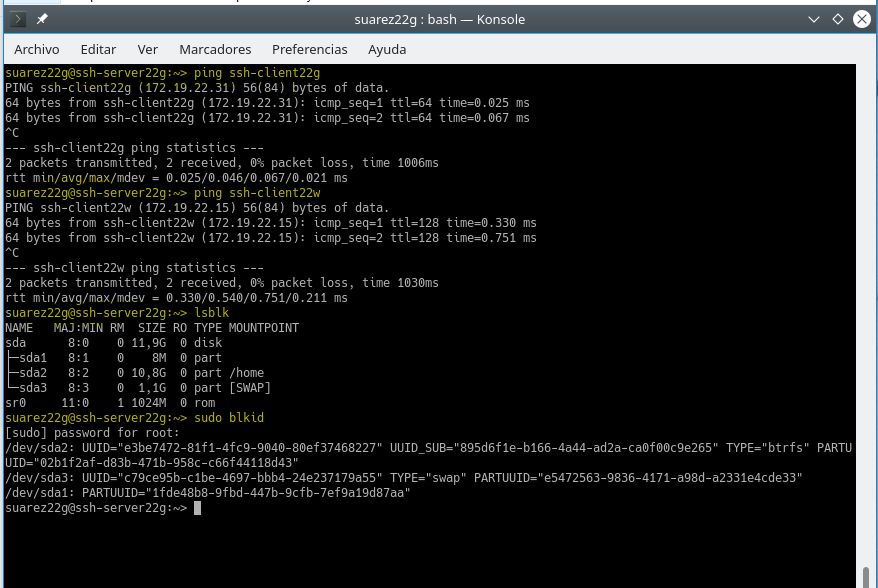 suarez22g : bash — Konsole
Archivo Editar Ver Marcadores Preferencias Ayuda
suarez22g@ssh-server22g:~> ping ssh-client22g
PING ssh-client22g (172.19.22.31) 56(84) bytes of data.
64 bytes from ssh-client22g (172.19.22.31): icmp_seq=1 ttl=64 time=0.025 ms
64 bytes from ssh-client22g (172.19.22.31): icmp_seq=2 ttl=64 time=0.067 ms
^C
--- ssh-client22g ping statistics ---
2 packets transmitted, 2 received, 0% packet loss, time 1006ms
rtt min/avg/max/mdev = 0.025/0.046/0.067/0.021 ms
suarez22g@ssh-server22g:~> ping ssh-client22w
PING ssh-client22w (172.19.22.15) 56(84) bytes of data.
64 bytes from ssh-client22w (172.19.22.15): icmp_seq=1 ttl=128 time=0.330 ms
64 bytes from ssh-client22w (172.19.22.15): icmp_seq=2 ttl=128 time=0.751 ms
^C
--- ssh-client22w ping statistics ---
2 packets transmitted, 2 received, 0% packet loss, time 1030ms
rtt min/avg/max/mdev = 0.330/0.540/0.751/0.211 ms
suarez22g@ssh-server22g:~> lsblk
NAME   MAJ:MIN RM  SIZE RO TYPE MOUNTPOINT
sda      8:0    0 11,9G  0 disk
├─sda1   8:1    0    8M  0 part
├─sda2   8:2    0 10,8G  0 part /home
└─sda3   8:3    0  1,1G  0 part [SWAP]
sr0     11:0    1 1024M  0 rom
suarez22g@ssh-server22g:~> sudo blkid
[sudo] password for root:
/dev/sda2: UUID="e3be7472-81f1-4fc9-9040-80ef37468227" UUID_SUB="895d6f1e-b166-4a44-ad2a-ca0f00c9e265" TYPE="btrfs" PARTU
UID="02b1f2af-d83b-471b-958c-c66f44118d43"
/dev/sda3: UUID="c79ce95b-c1be-4697-bbb4-24e237179a55" TYPE="swap" PARTUUID="e5472563-9836-4171-a98d-a2331e4cde33"
/dev/sda1: PARTUUID="1fde48b8-9fbd-447b-9cfb-7ef9a19d87aa"
suarez22g@ssh-server22g:~>